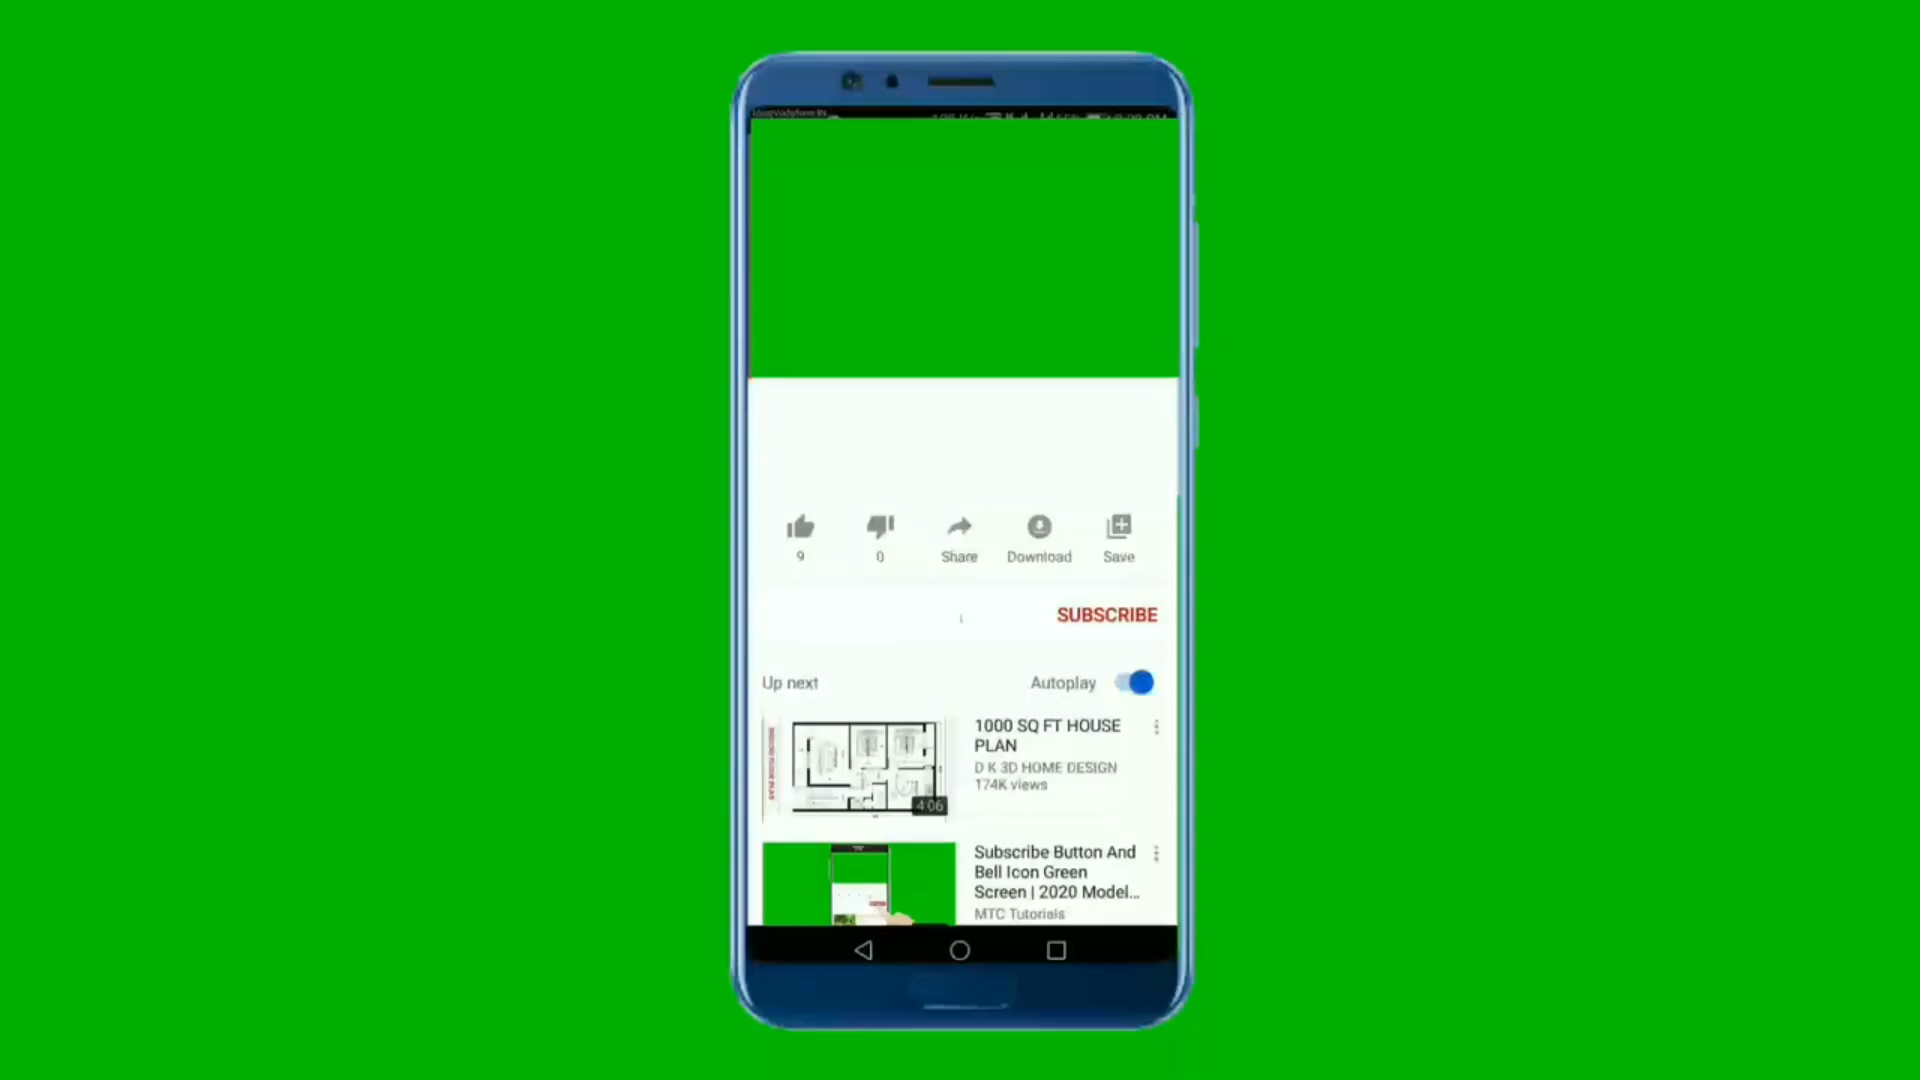 9
0
Share
Download
Save
SUBSCRIBE
Up next
Autoplay
1000 SQ FT HOUSE
PLAN
D K 3D HOME DESIGN
174K views
4:06
Subscribe Button And
Bell Icon Green
Screen | 2020 Model...
MTC Tutorials